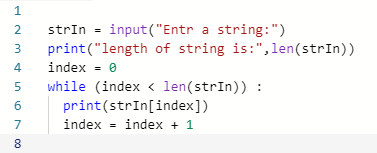 1
2 strIn = input("Entr a string:")
3 print("length of string is:",len(strIn))
4 index = 0
5 while (index < len(strIn)) :
6   print(strIn[index])
7   index = index + 1
8